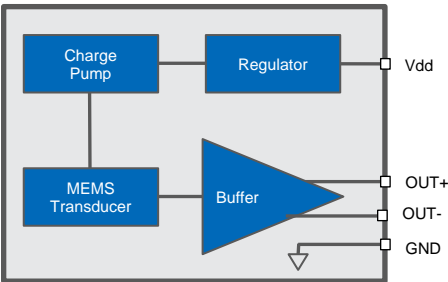 Charge
Pump
Regulator
Vdd
MEMS
Transducer
Buffer
OUT+
OUT-
GND